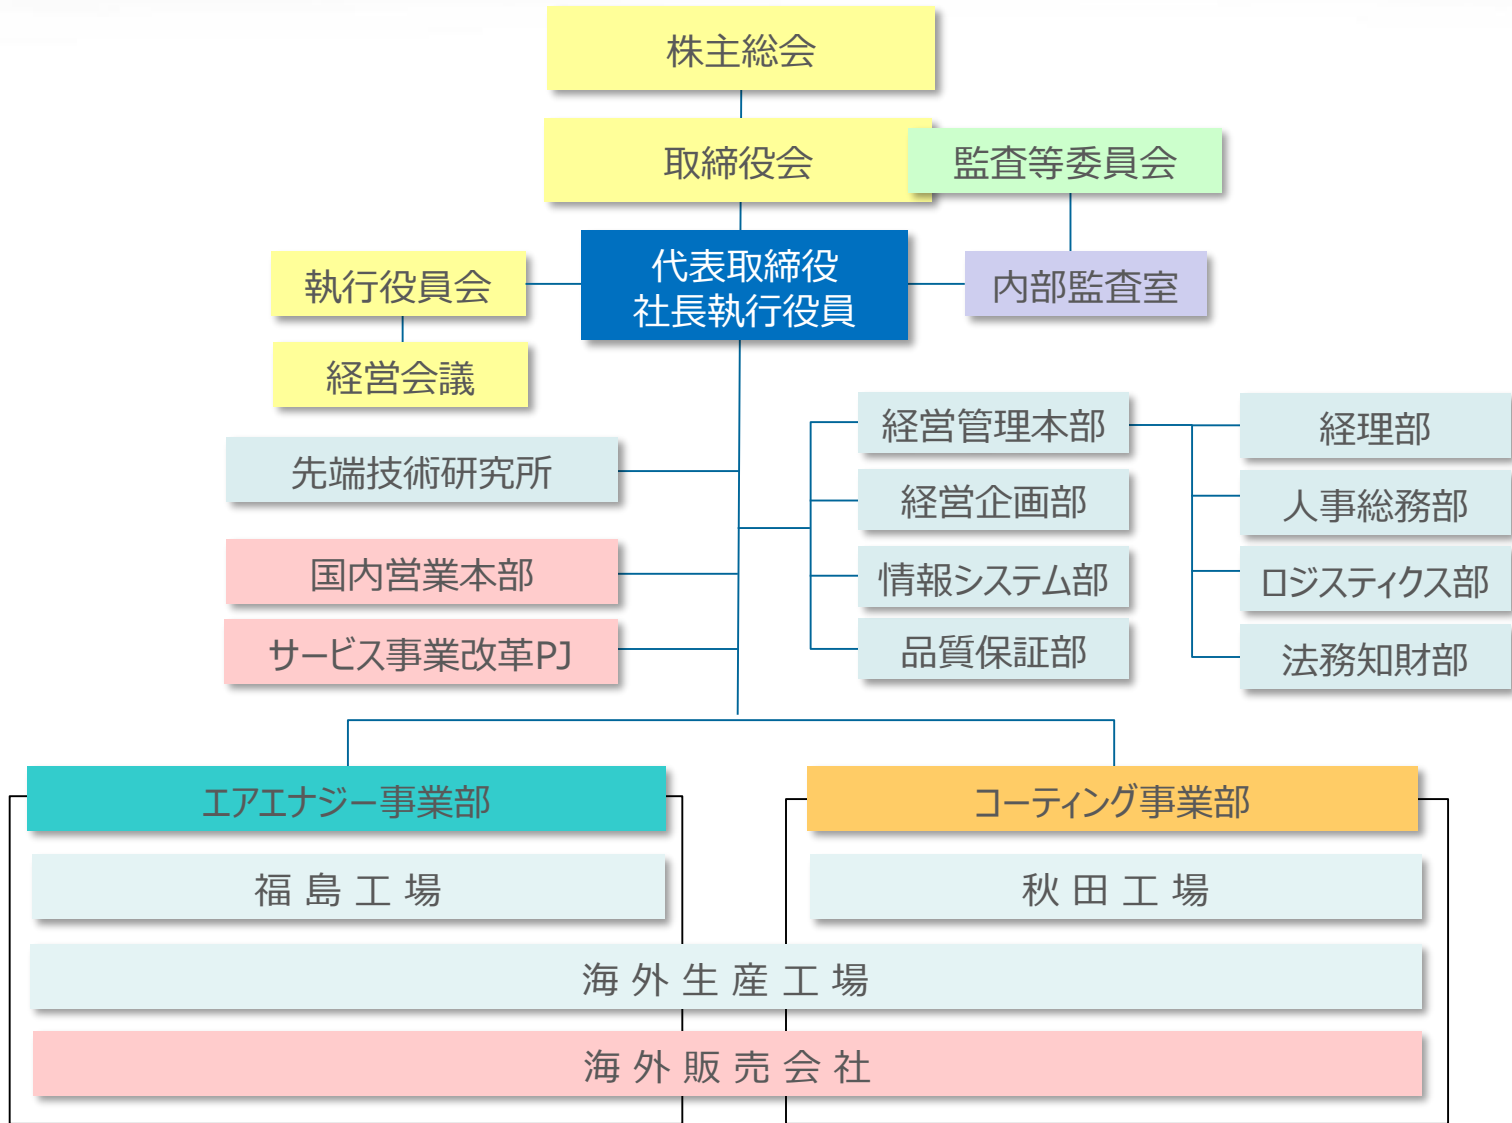 株主総会
取締役会
監査等委員会
代表取締役
社長執行役員
執行役員会
内部監査室
経営会議
経営管理本部
経理部
先端技術研究所
経営企画部
人事総務部
国内営業本部
情報システム部
ロジスティクス部
サービス事業改革PJ
品質保証部
法務知財部
エアエナジー事業部
コーティング事業部
福 島 工 場
秋 田 工 場
海 外 生 産 工 場
海 外 販 売 会 社